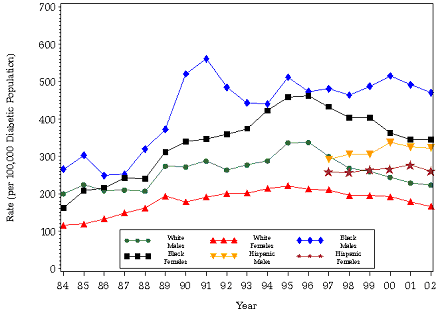 700
600
500
400
300
200
100
0
Rate (per 100,000 Diabetic Population)
84 85 86 87 88 89 90 91 92 93 94 95 96 97 98 99 00 01 02
Year
White Males
White Females
Black Males
Black Females
Hispanic Males
Hispanic Females